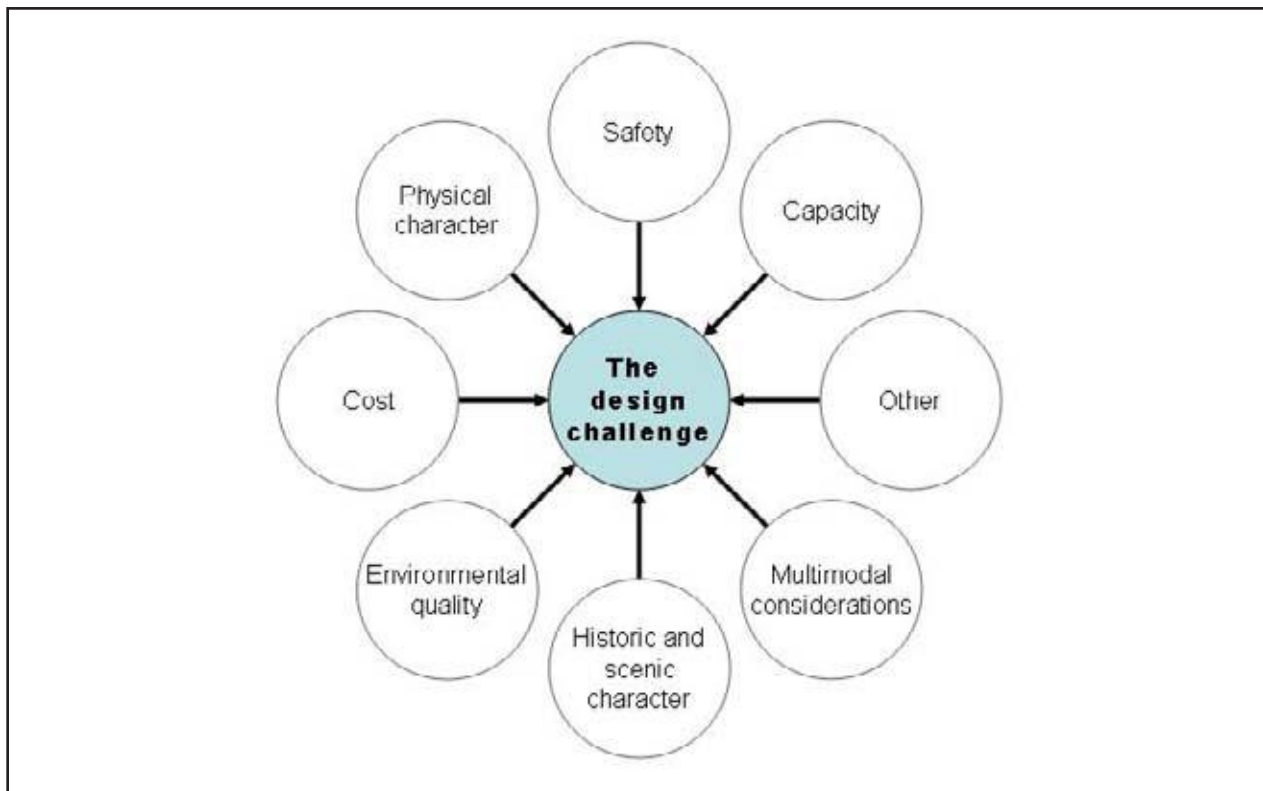 Safety
Physical
character
Capacity
Cost
The
design
challenge
Other
Environmental
quality
Multimodal
considerations
Historic and
scenic
character